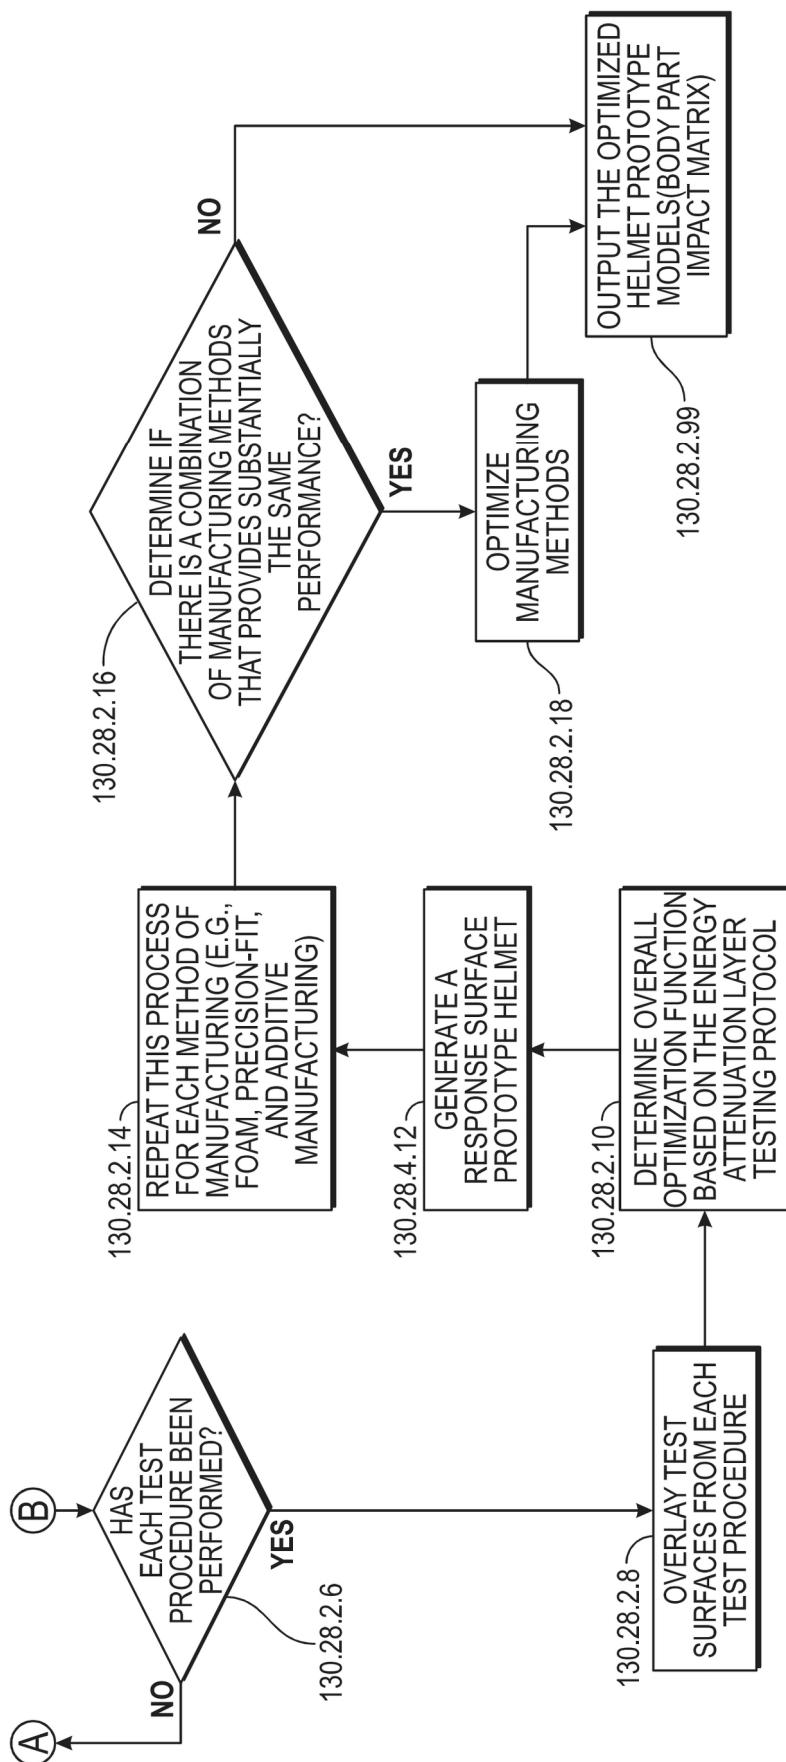 A
B
NO
HAS
EACH TEST
PROCEDURE BEEN
PERFORMED?
YES
130.28.2.6
OVERLAY TEST
SURFACES FROM EACH
TEST PROCEDURE
130.28.2.8
DETERMINE OVERALL
OPTIMIZATION FUNCTION
BASED ON THE ENERGY
ATTENUATION LAYER
TESTING PROTOCOL
130.28.2.10
GENERATE A
RESPONSE SURFACE
PROTOTYPE HELMET
130.28.4.12
REPEAT THIS PROCESS
FOR EACH METHOD OF
MANUFACTURING (E.G.,
FOAM, PRECISION-FIT,
AND ADDITIVE
MANUFACTURING)
130.28.2.14
DETERMINE IF
THERE IS A COMBINATION
OF MANUFACTURING METHODS
THAT PROVIDES SUBSTANTIALLY
THE SAME
PERFORMANCE?
130.28.2.16
NO
YES
OPTIMIZE
MANUFACTURING
METHODS
130.28.2.18
OUTPUT THE OPTIMIZED
HELMET PROTOTYPE
MODELS(BODY PART
IMPACT MATRIX)
130.28.2.99